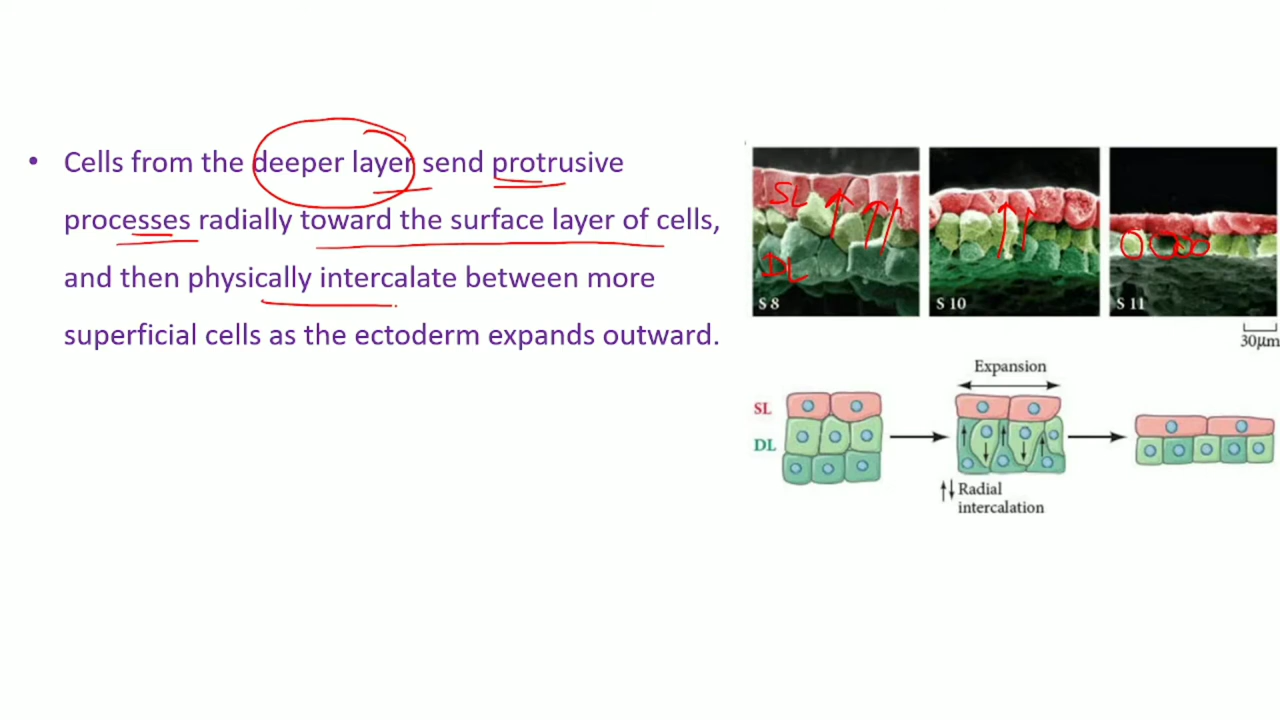 • Cells from the deeper layer send protrusive
processes radially toward the surface layer of cells,
and then physically intercalate between more
superficial cells as the ectoderm expands outward.
SL
DL
S 8
S 10
S 11
30μm
Expansion
SL
DL
Radial
intercalation